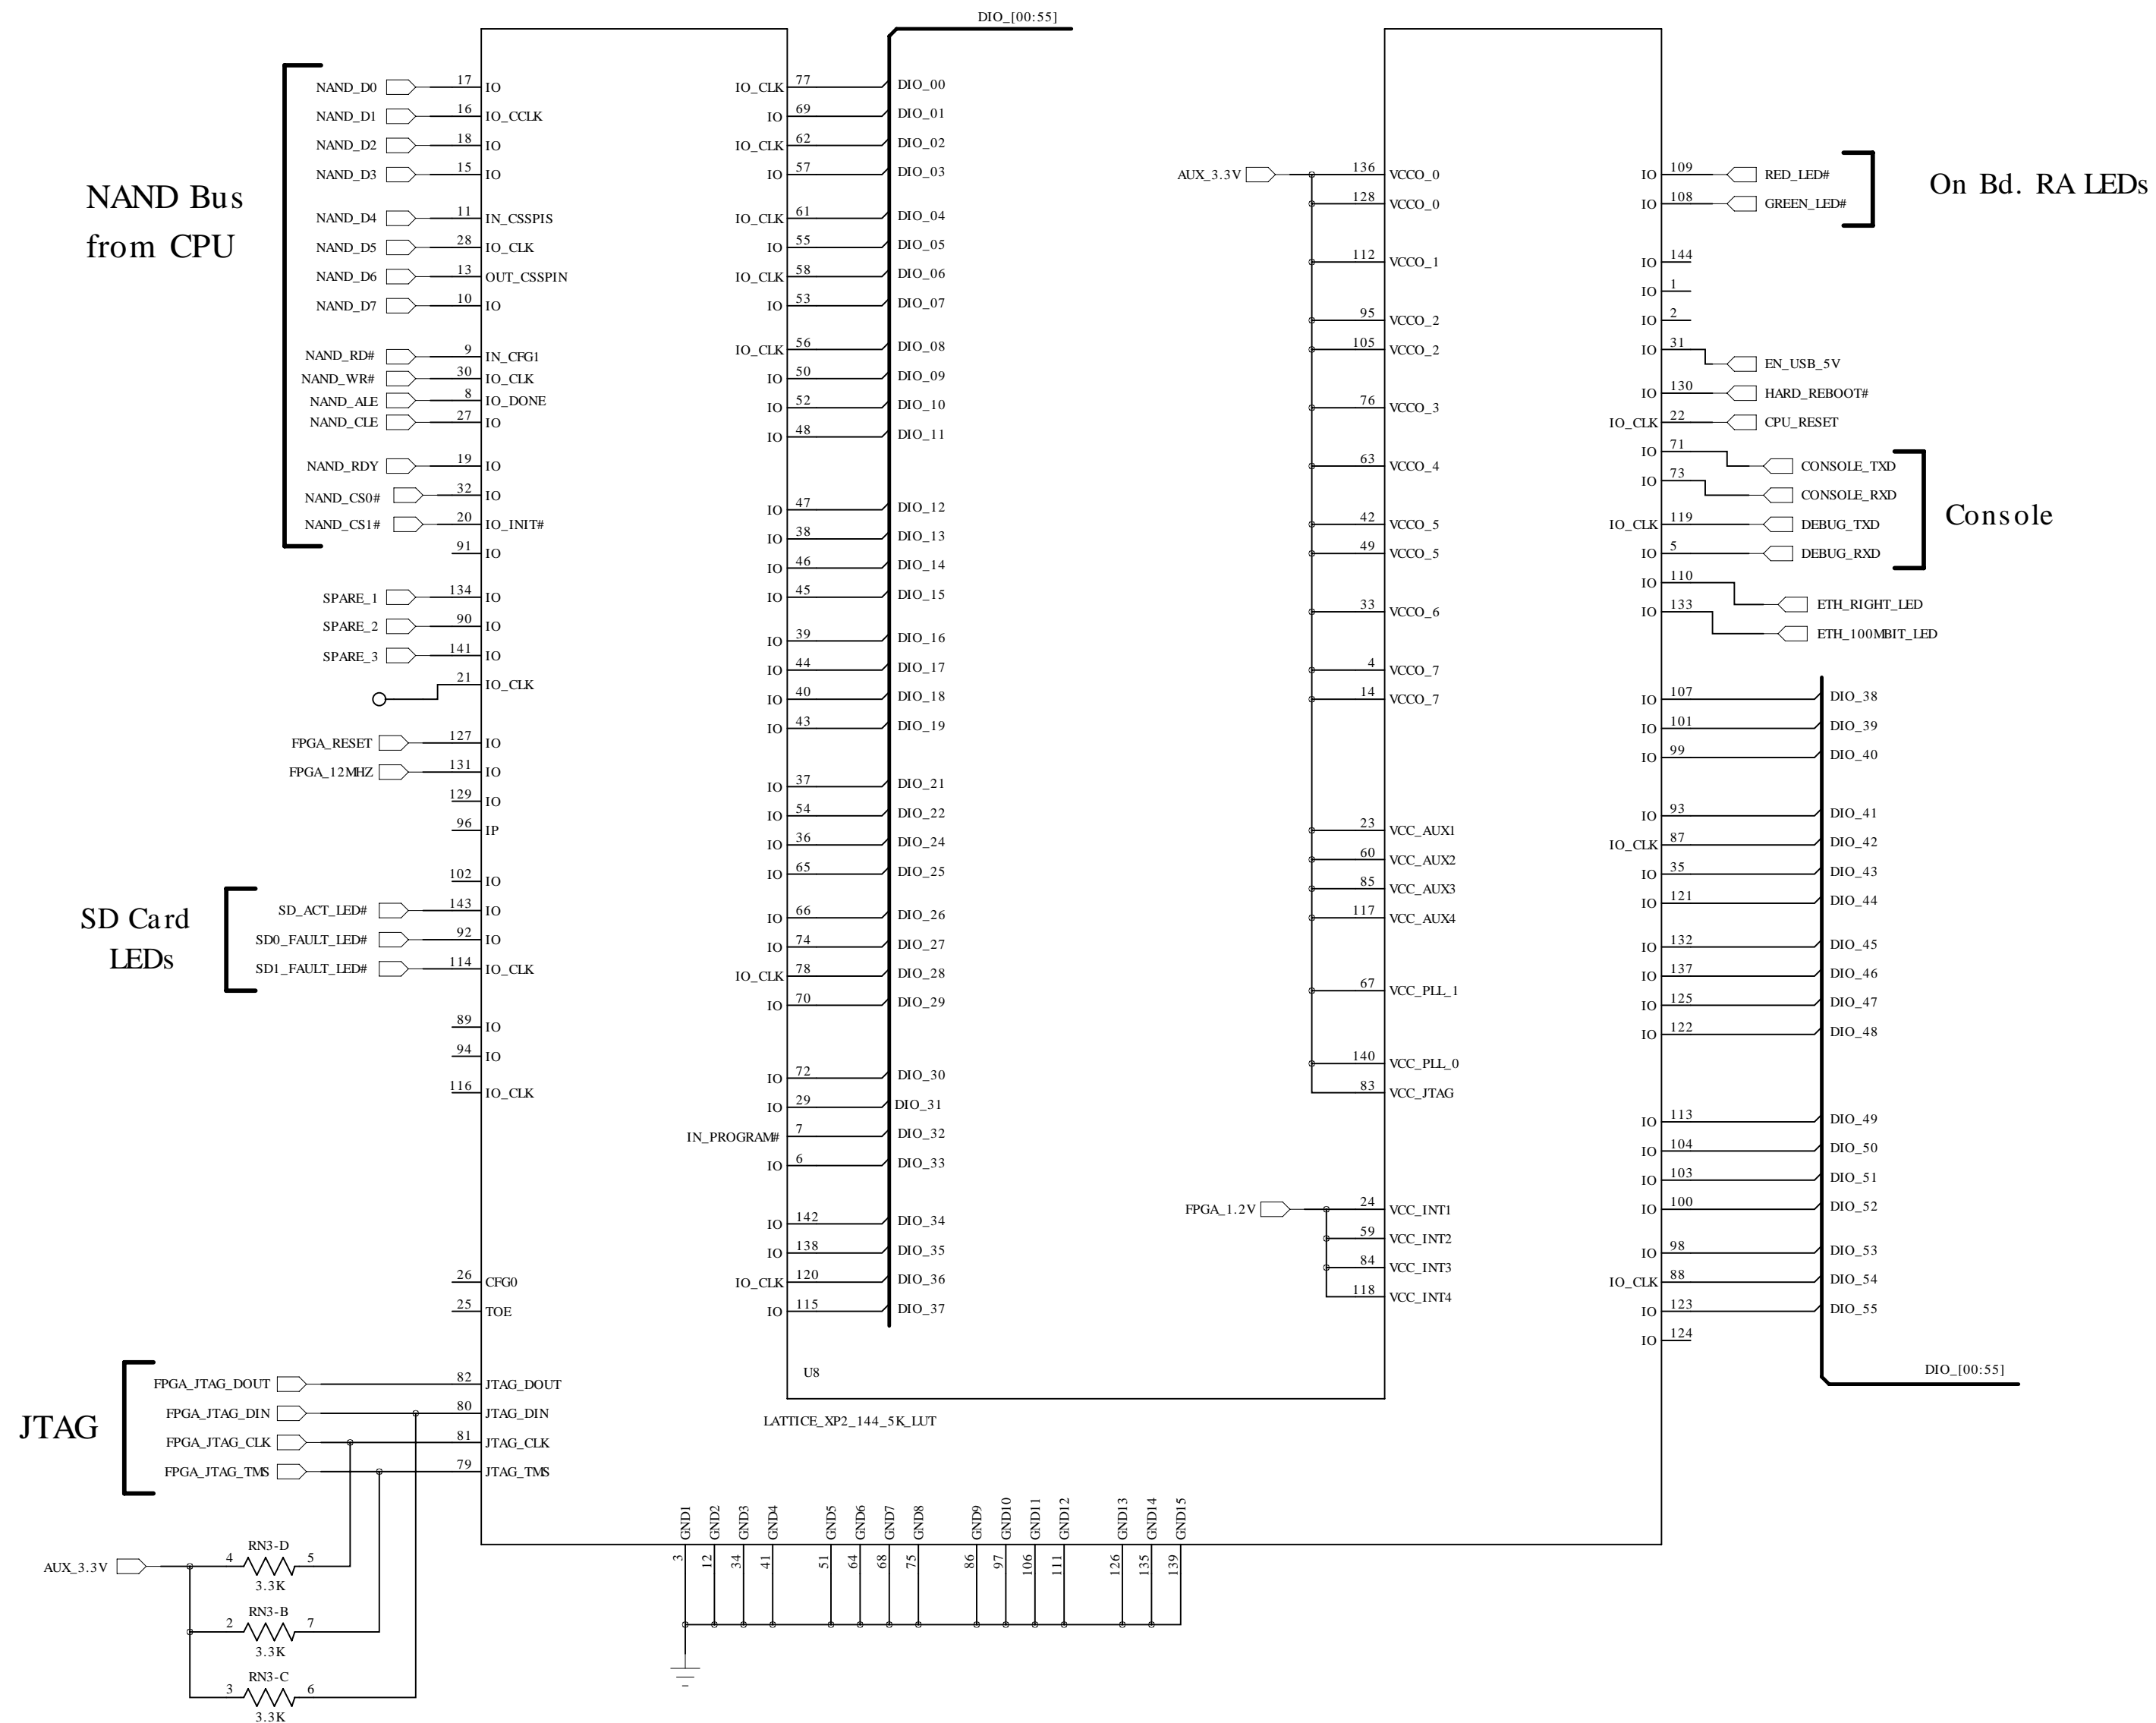 DIO_[00:55]
NAND Bus
from CPU
NAND_D0 17 IO
NAND_D1 16 IO_CCLK
NAND_D2 18 IO
NAND_D3 15 IO
NAND_D4 11 IN_CSSPIS
NAND_D5 28 IO_CLK
NAND_D6 13 OUT_CSSPIN
NAND_D7 10 IO
NAND_RD# 9 IN_CFG1
NAND_WR# 30 IO_CLK
NAND_ALE 8 IO_DONE
NAND_CLE 27 IO
NAND_RDY 19 IO
NAND_CS0# 32 IO
NAND_CS1# 20 IO_INIT#
91 IO
SPARE_1 134 IO
SPARE_2 90 IO
SPARE_3 141 IO
21 IO_CLK
FPGA_RESET 127 IO
FPGA_12MHZ 131 IO
129 IO
96 IP
102 IO
SD Card
LEDs
SD_ACT_LED# 143 IO
SD0_FAULT_LED# 92 IO
SD1_FAULT_LED# 114 IO_CLK
89 IO
94 IO
116 IO_CLK
26 CFG0
25 TOE
JTAG
FPGA_JTAG_DOUT 82 JTAG_DOUT
FPGA_JTAG_DIN 80 JTAG_DIN
FPGA_JTAG_CLK 81 JTAG_CLK
FPGA_JTAG_TMS 79 JTAG_TMS
AUX_3.3V
RN3-D
4 5
3.3K
RN3-B
2 7
3.3K
RN3-C
3 6
3.3K
IO_CLK 77 DIO_00
IO 69 DIO_01
IO_CLK 62 DIO_02
IO 57 DIO_03
IO_CLK 61 DIO_04
IO 55 DIO_05
IO_CLK 58 DIO_06
IO 53 DIO_07
IO_CLK 56 DIO_08
IO 50 DIO_09
IO 52 DIO_10
IO 48 DIO_11
IO 47 DIO_12
IO 38 DIO_13
IO 46 DIO_14
IO 45 DIO_15
IO 39 DIO_16
IO 44 DIO_17
IO 40 DIO_18
IO 43 DIO_19
IO 37 DIO_21
IO 54 DIO_22
IO 36 DIO_24
IO 65 DIO_25
IO 66 DIO_26
IO 74 DIO_27
IO_CLK 78 DIO_28
IO 70 DIO_29
IO 72 DIO_30
IO 29 DIO_31
IN_PROGRAM# 7 DIO_32
IO 6 DIO_33
IO 142 DIO_34
IO 138 DIO_35
IO_CLK 120 DIO_36
IO 115 DIO_37
U8
LATTICE_XP2_144_5K_LUT
AUX_3.3V 136 VCCO_0
128 VCCO_0
112 VCCO_1
95 VCCO_2
105 VCCO_2
76 VCCO_3
63 VCCO_4
42 VCCO_5
49 VCCO_5
33 VCCO_6
4 VCCO_7
14 VCCO_7
23 VCC_AUX1
60 VCC_AUX2
85 VCC_AUX3
117 VCC_AUX4
67 VCC_PLL_1
140 VCC_PLL_0
83 VCC_JTAG
FPGA_1.2V 24 VCC_INT1
59 VCC_INT2
84 VCC_INT3
118 VCC_INT4
GND1 GND2 GND3 GND4 GND5 GND6 GND7 GND8 GND9 GND10 GND11 GND12 GND13 GND14 GND15
3 12 34 41 51 64 68 75 86 97 106 111 126 135 139
IO 109 RED_LED#
IO 108 GREEN_LED#
On Bd. RA LEDs
IO 144
IO 1
IO 2
IO 31 EN_USB_5V
IO 130 HARD_REBOOT#
IO_CLK 22 CPU_RESET
IO 71 CONSOLE_TXD
IO 73 CONSOLE_RXD
IO_CLK 119 DEBUG_TXD
IO 5 DEBUG_RXD
Console
IO 110 ETH_RIGHT_LED
IO 133 ETH_100MBIT_LED
IO 107 DIO_38
IO 101 DIO_39
IO 99 DIO_40
IO 93 DIO_41
IO_CLK 87 DIO_42
IO 35 DIO_43
IO 121 DIO_44
IO 132 DIO_45
IO 137 DIO_46
IO 125 DIO_47
IO 122 DIO_48
IO 113 DIO_49
IO 104 DIO_50
IO 103 DIO_51
IO 100 DIO_52
IO 98 DIO_53
IO_CLK 88 DIO_54
IO 123 DIO_55
IO 124
DIO_[00:55]